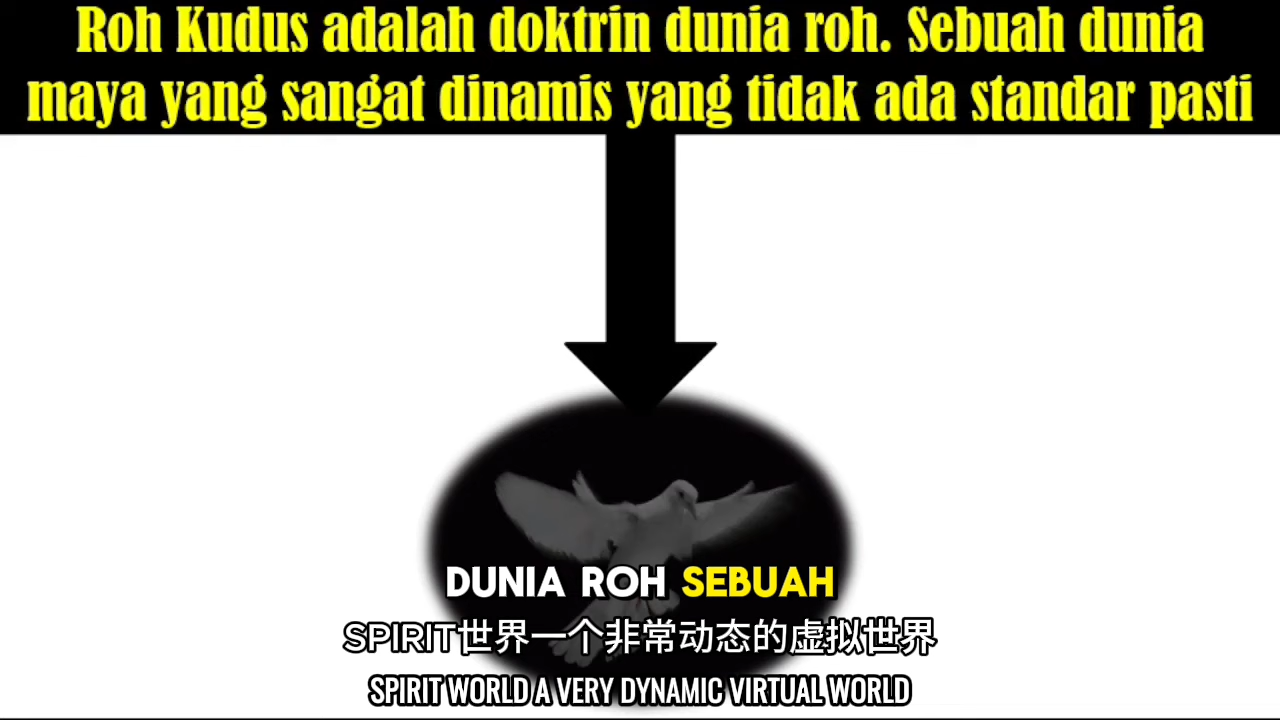 Roh Kudus adalah doktrin dunia roh. Sebuah dunia
maya yang sangat dinamis yang tidak ada standar pasti
DUNIA ROH SEBUAH
SPIRIT世界一个非常动态的虚拟世界
SPIRIT WORLD A VERY DYNAMIC VIRTUAL WORLD